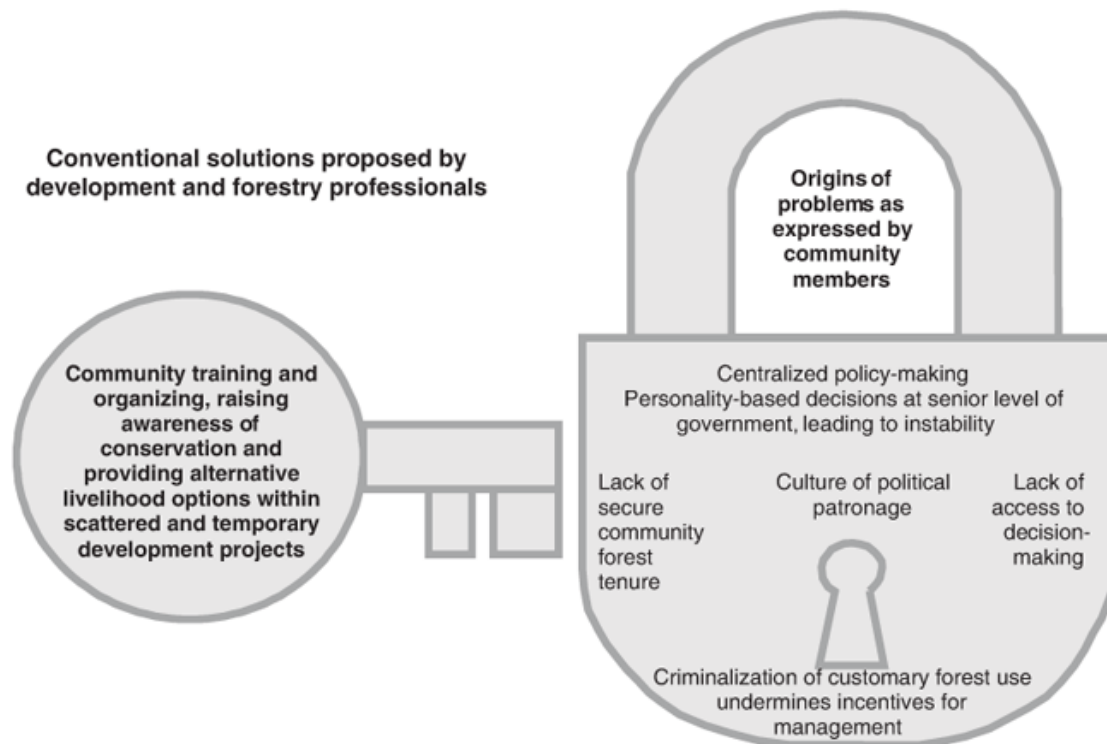 Conventional solutions proposed by
development and forestry professionals
Community training and
organizing, raising
awareness of
conservation and
providing alternative
livelihood options within
scattered and temporary
development projects
Origins of
problems as
expressed by
community
members
Centralized policy-making
Personality-based decisions at senior level of
government, leading to instability
Lack of
secure
community
forest
tenure
Culture of political
patronage
Lack of
access to
decision-
making
Criminalization of customary forest use
undermines incentives for
management